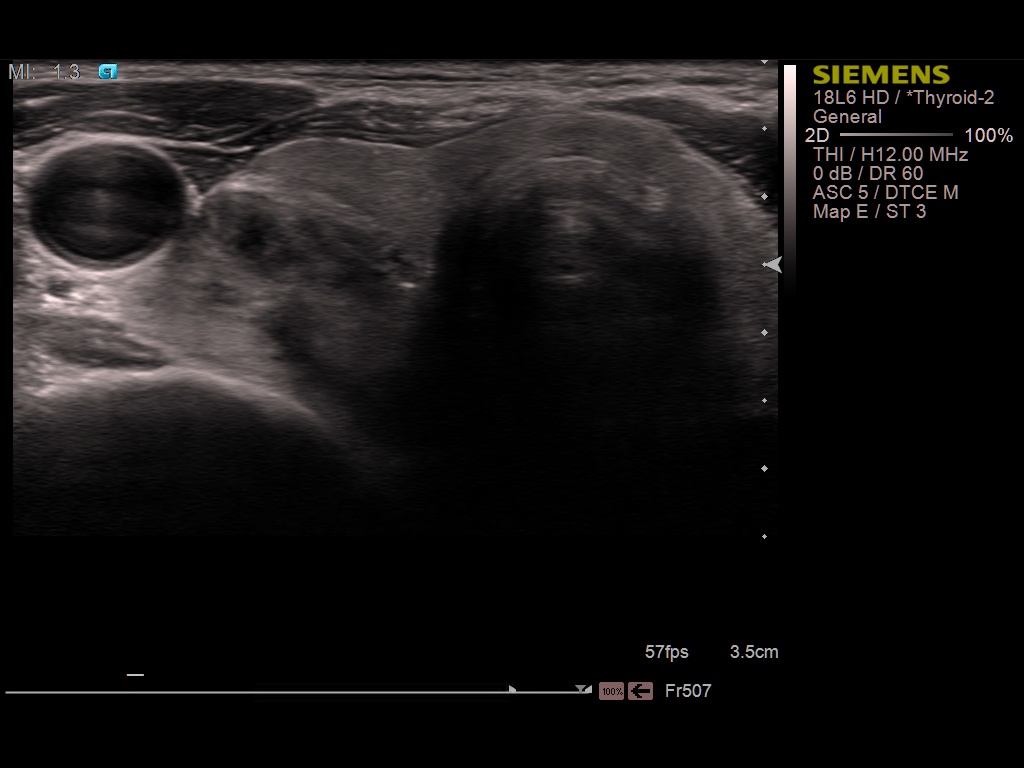 MI: 1.3
SIEMENS
18L6 HD / *Thyroid-2
General
2D 100%
THI / H12.00 MHz
0 dB / DR 60
ASC 5 / DTCE M
Map E / ST 3
57fps 3.5cm
100% Fr507